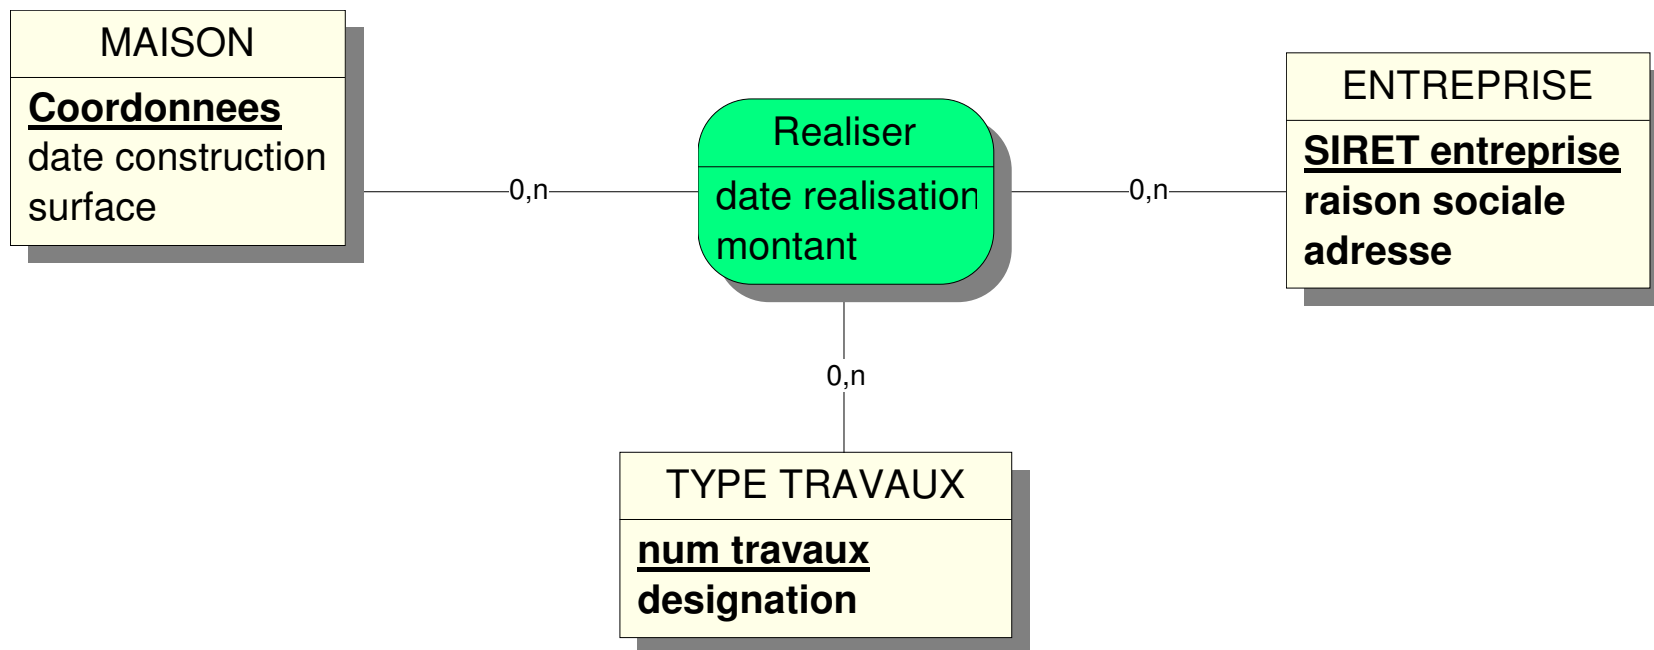 MAISON
Coordonnees
date construction
surface
0,n
Realiser
date realisation
montant
0,n
ENTREPRISE
SIRET entreprise
raison sociale
adresse
0,n
TYPE TRAVAUX
num travaux
designation